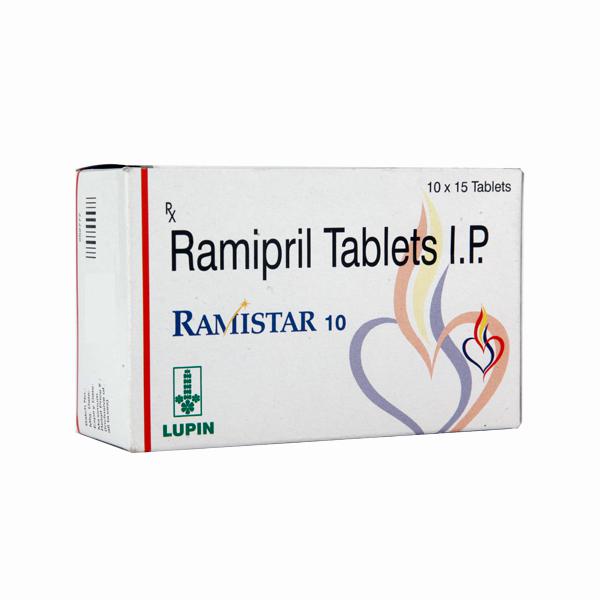 10 x 15 Tablets
Rx
Ramipril Tablets I.P.
RAMISTAR 10
LUPIN